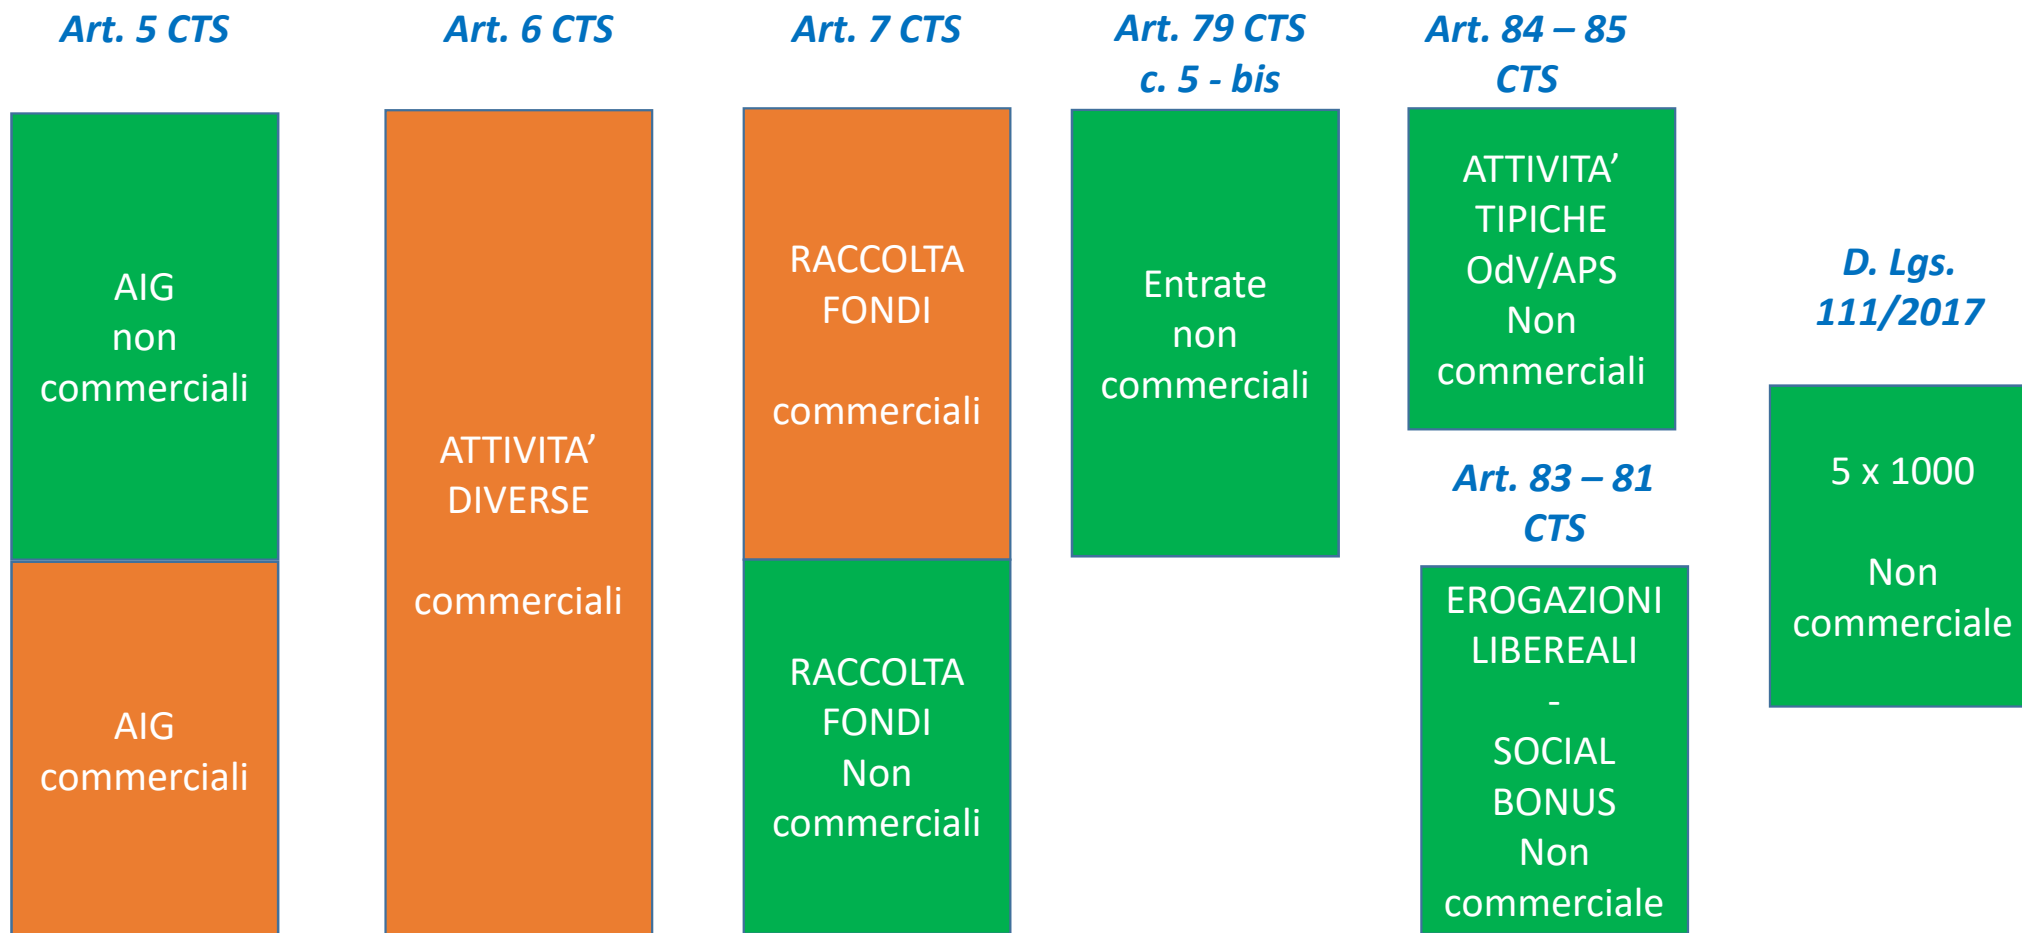 Art. 5 CTS
AIG
non
commerciali
AIG
commerciali
Art. 6 CTS
ATTIVITA’
DIVERSE
commerciali
Art. 7 CTS
RACCOLTA
FONDI
commerciali
RACCOLTA
FONDI
Non
commerciali
Art. 79 CTS
c. 5 - bis
Entrate
non
commerciali
Art. 84 – 85
CTS
ATTIVITA’
TIPICHE
OdV/APS
Non
commerciali
Art. 83 – 81
CTS
EROGAZIONI
LIBEREALI
-
SOCIAL
BONUS
Non
commerciale
D. Lgs.
111/2017
5 x 1000
Non
commerciale